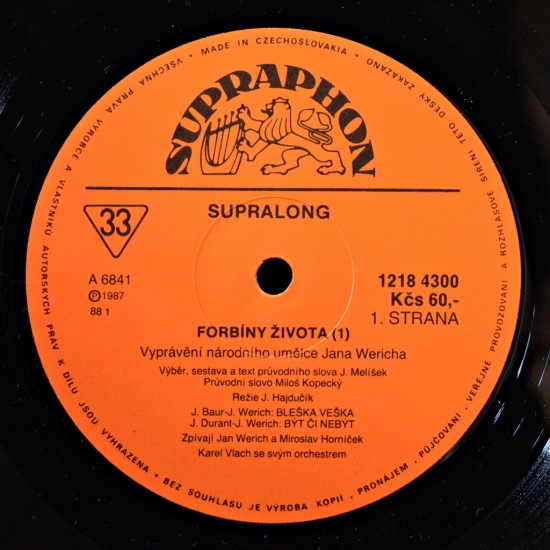 SUPRAPHON
SUPRALONG
33
A 6841
Ⓟ1987
88 1
1218 4300
Kčs 60,-
1. STRANA
FORBÍNY ŽIVOTA (1)
Vyprávění národního umělce Jana Wericha
Výběr, sestava a text průvodního slova J. Melíšek
Průvodní slovo Miloš Kopecký
Režie J. Hajdučík
J. Baur-J. Werich: BLEŠKA VEŠKA
J. Durant-J. Werich: BÝT ČI NEBÝT
Zpívají Jan Werich a Miroslav Horníček
Karel Vlach se svým orchestrem
MADE IN CZECHOSLOVAKIA • VŠECHNA PRÁVA VÝROBCE A VLASTNÍKŮ AUTORSKÝCH PRÁV K DÍLU JSOU VYHRAZENA • BEZ SOUHLASU JE VÝROBA KOPIÍ, PRONÁJEM, PŮJČOVÁNÍ, VEŘEJNÉ PROVOZOVÁNÍ A ROZHLASOVÉ ŠÍŘENÍ TÉTO DESKY ZAKÁZÁNO •